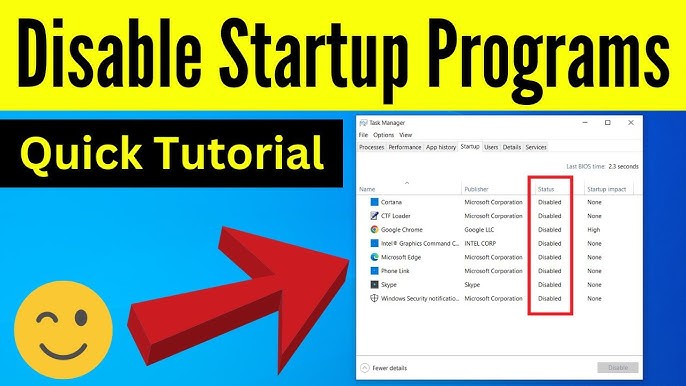 Disable Startup Programs
Quick Tutorial
Task Manager
File Options View
Processes Performance App history Startup Users Details Services
Last BIOS time: 2.3 seconds
Name Publisher Status Startup impact
Cortana Microsoft Corporation Disabled None
CTF Loader Microsoft Corporation Disabled None
Google Chrome Google LLC Disabled High
Intel® Graphics Command C... INTEL CORP Disabled None
Microsoft Edge Microsoft Corporation Disabled None
Phone Link Microsoft Corporation Disabled None
Skype Skype Disabled None
Windows Security notificatio... Microsoft Corporation Disabled None
Fewer details Disable